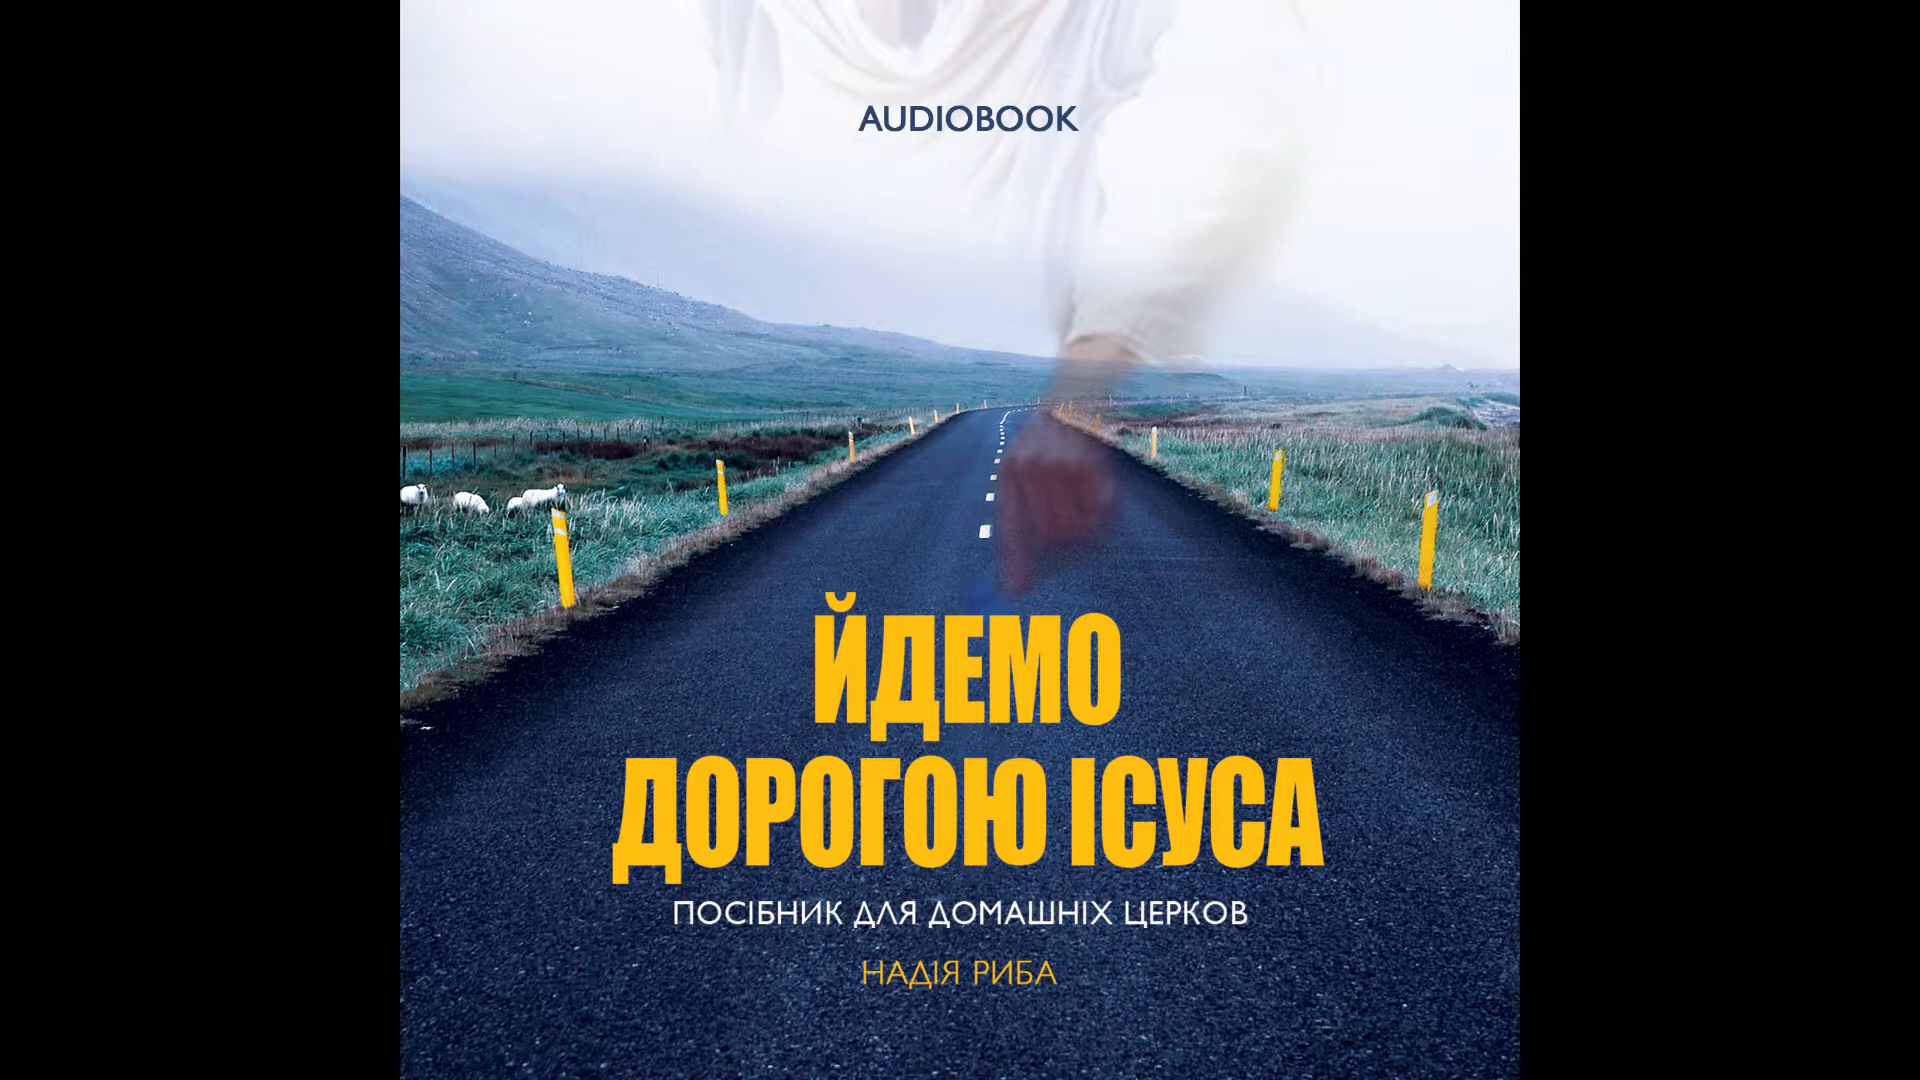 AUDIOBOOK
ЙДЕМО
ДОРОГОЮ ІСУСА
ПОСІБНИК ДЛЯ ДОМАШНІХ ЦЕРКОВ
НАДІЯ РИБА